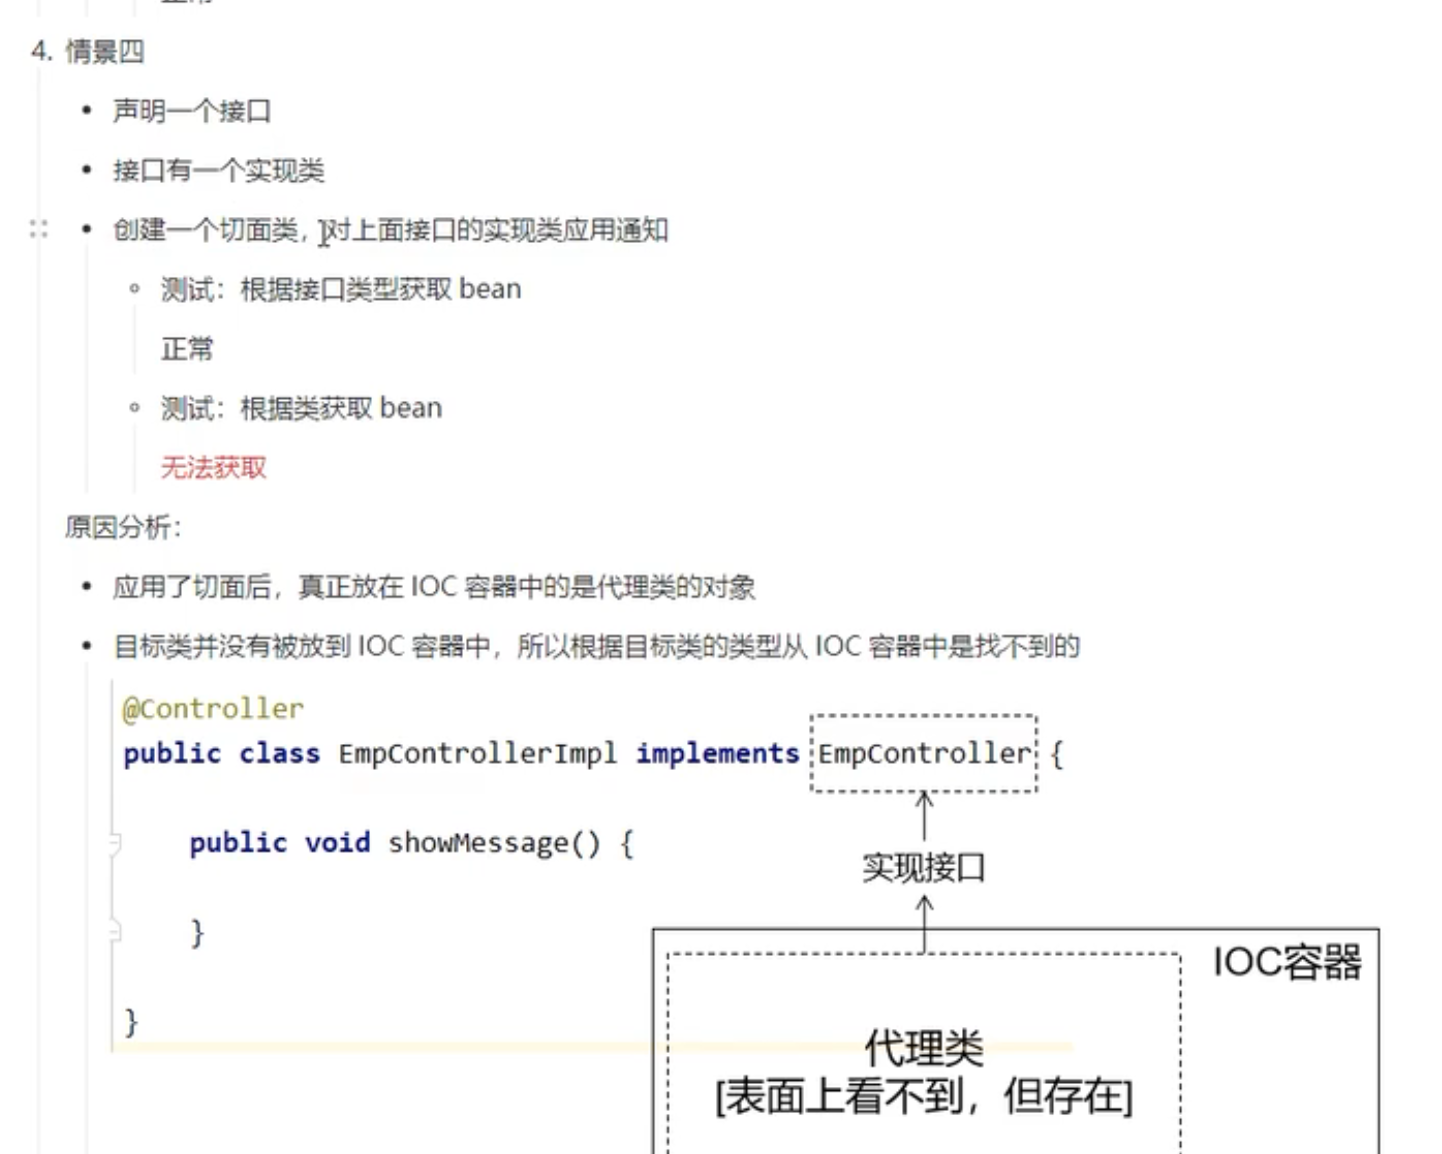 4. 情景四
• 声明一个接口
• 接口有一个实现类
• 创建一个切面类，对上面接口的实现类应用通知
◦ 测试：根据接口类型获取 bean
正常
◦ 测试：根据类获取 bean
无法获取
原因分析：
• 应用了切面后，真正放在 IOC 容器中的是代理类的对象
• 目标类并没有被放到 IOC 容器中，所以根据目标类的类型从 IOC 容器中是找不到的
@Controller
public class EmpControllerImpl implements EmpController {
public void showMessage() {
实现接口
}
IOC容器
}
代理类
[表面上看不到，但存在]